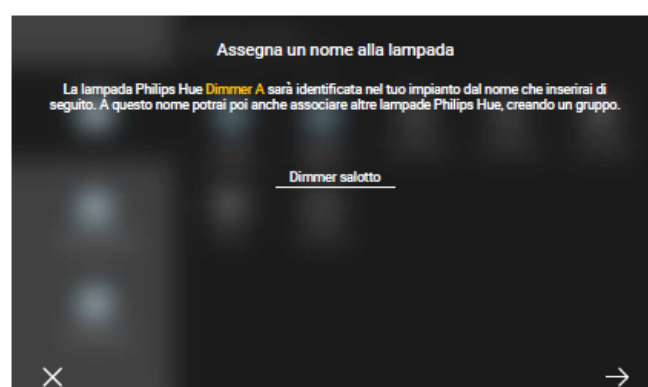 Assegna un nome alla lampada
La lampada Philips Hue Dimmer A sarà identificata nel tuo impianto dal nome che inserirai di
seguito. A questo nome potrai poi anche associare altre lampade Philips Hue, creando un gruppo.
Dimmer salotto